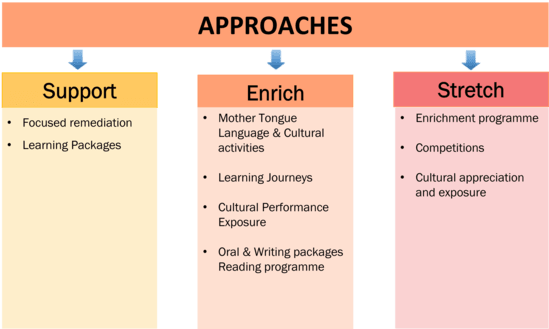 APPROACHES
Support
• Focused remediation
• Learning Packages
Enrich
• Mother Tongue
Language & Cultural
activities
• Learning Journeys
• Cultural Performance
Exposure
• Oral & Writing packages
Reading programme
Stretch
• Enrichment programme
• Competitions
• Cultural appreciation
and exposure